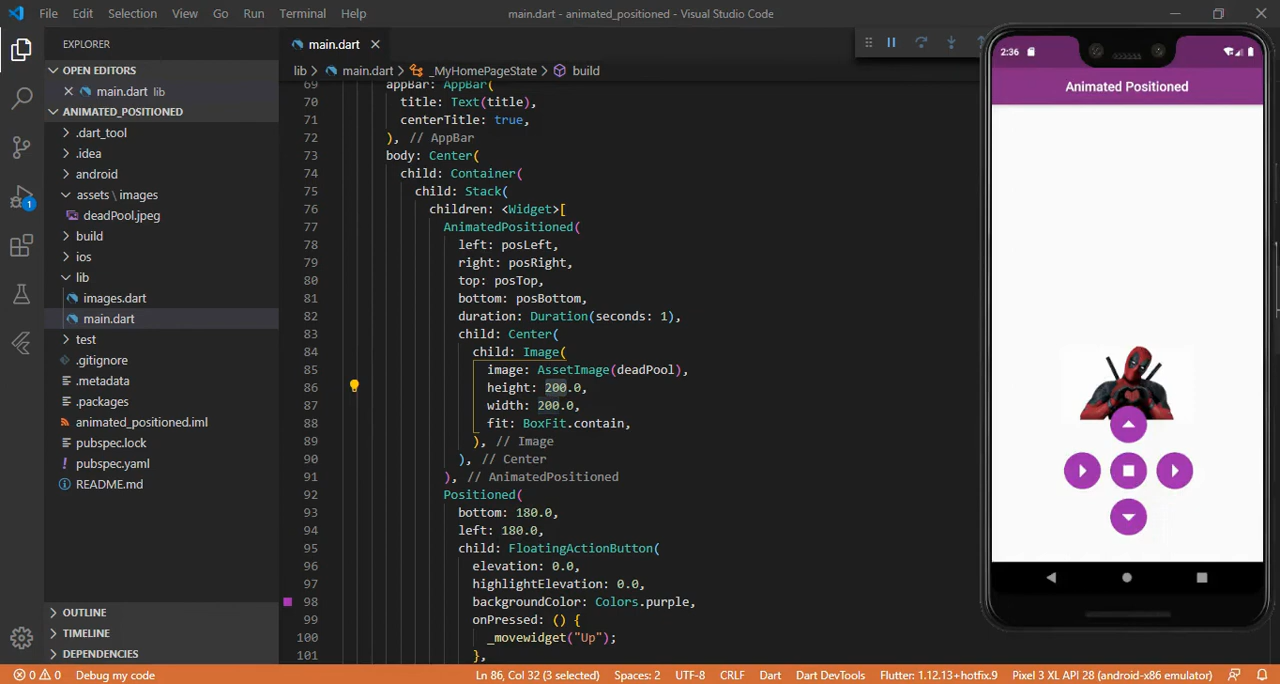 File Edit Selection View Go Run Terminal Help
main.dart - animated_positioned - Visual Studio Code
EXPLORER
OPEN EDITORS
main.dart lib
ANIMATED_POSITIONED
.dart_tool
.idea
android
assets \ images
deadPool.jpeg
build
ios
lib
images.dart
main.dart
test
.gitignore
.metadata
.packages
animated_positioned.iml
pubspec.lock
pubspec.yaml
README.md
OUTLINE
TIMELINE
DEPENDENCIES
1
main.dart
lib > main.dart > _MyHomePageState > build
69 appBar: AppBar(
70 title: Text(title),
71 centerTitle: true,
72 ), // AppBar
73 body: Center(
74 child: Container(
75 child: Stack(
76 children: <Widget>[
77 AnimatedPositioned(
78 left: posLeft,
79 right: posRight,
80 top: posTop,
81 bottom: posBottom,
82 duration: Duration(seconds: 1),
83 child: Center(
84 child: Image(
85 image: AssetImage(deadPool),
86 height: 200.0,
87 width: 200.0,
88 fit: BoxFit.contain,
89 ), // Image
90 ), // Center
91 ), // AnimatedPositioned
92 Positioned(
93 bottom: 180.0,
94 left: 180.0,
95 child: FloatingActionButton(
96 elevation: 0.0,
97 highlightElevation: 0.0,
98 backgroundColor: Colors.purple,
99 onPressed: () {
100 _movewidget("Up");
101 },
2:36
Animated Positioned
0 0 Debug my code
Ln 86, Col 32 (3 selected) Spaces: 2 UTF-8 CRLF Dart Dart DevTools Flutter: 1.12.13+hotfix.9 Pixel 3 XL API 28 (android-x86 emulator)